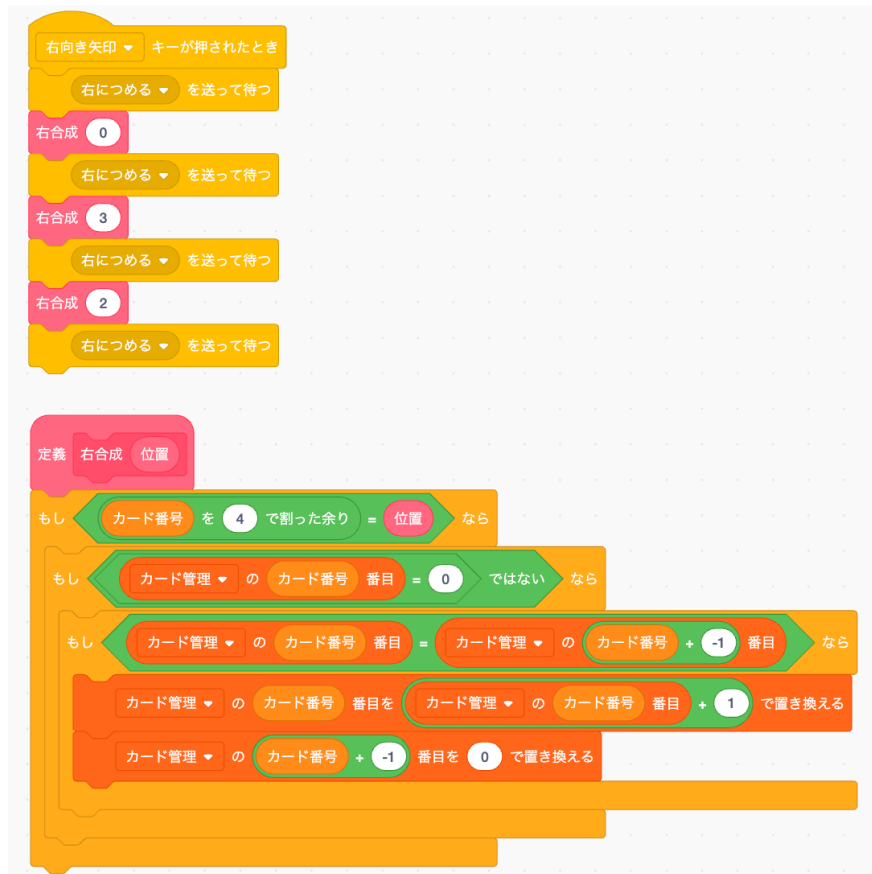 右向き矢印 キーが押されたとき
右につめる を送って待つ
右合成 0
右につめる を送って待つ
右合成 3
右につめる を送って待つ
右合成 2
右につめる を送って待つ
定義 右合成 位置
もし カード番号 を 4 で割った余り = 位置 なら
もし カード管理 の カード番号 番目 = 0 ではない なら
もし カード管理 の カード番号 番目 = カード管理 の カード番号 + -1 番目 なら
カード管理 の カード番号 番目を カード管理 の カード番号 番目 + 1 で置き換える
カード管理 の カード番号 + -1 番目を 0 で置き換える